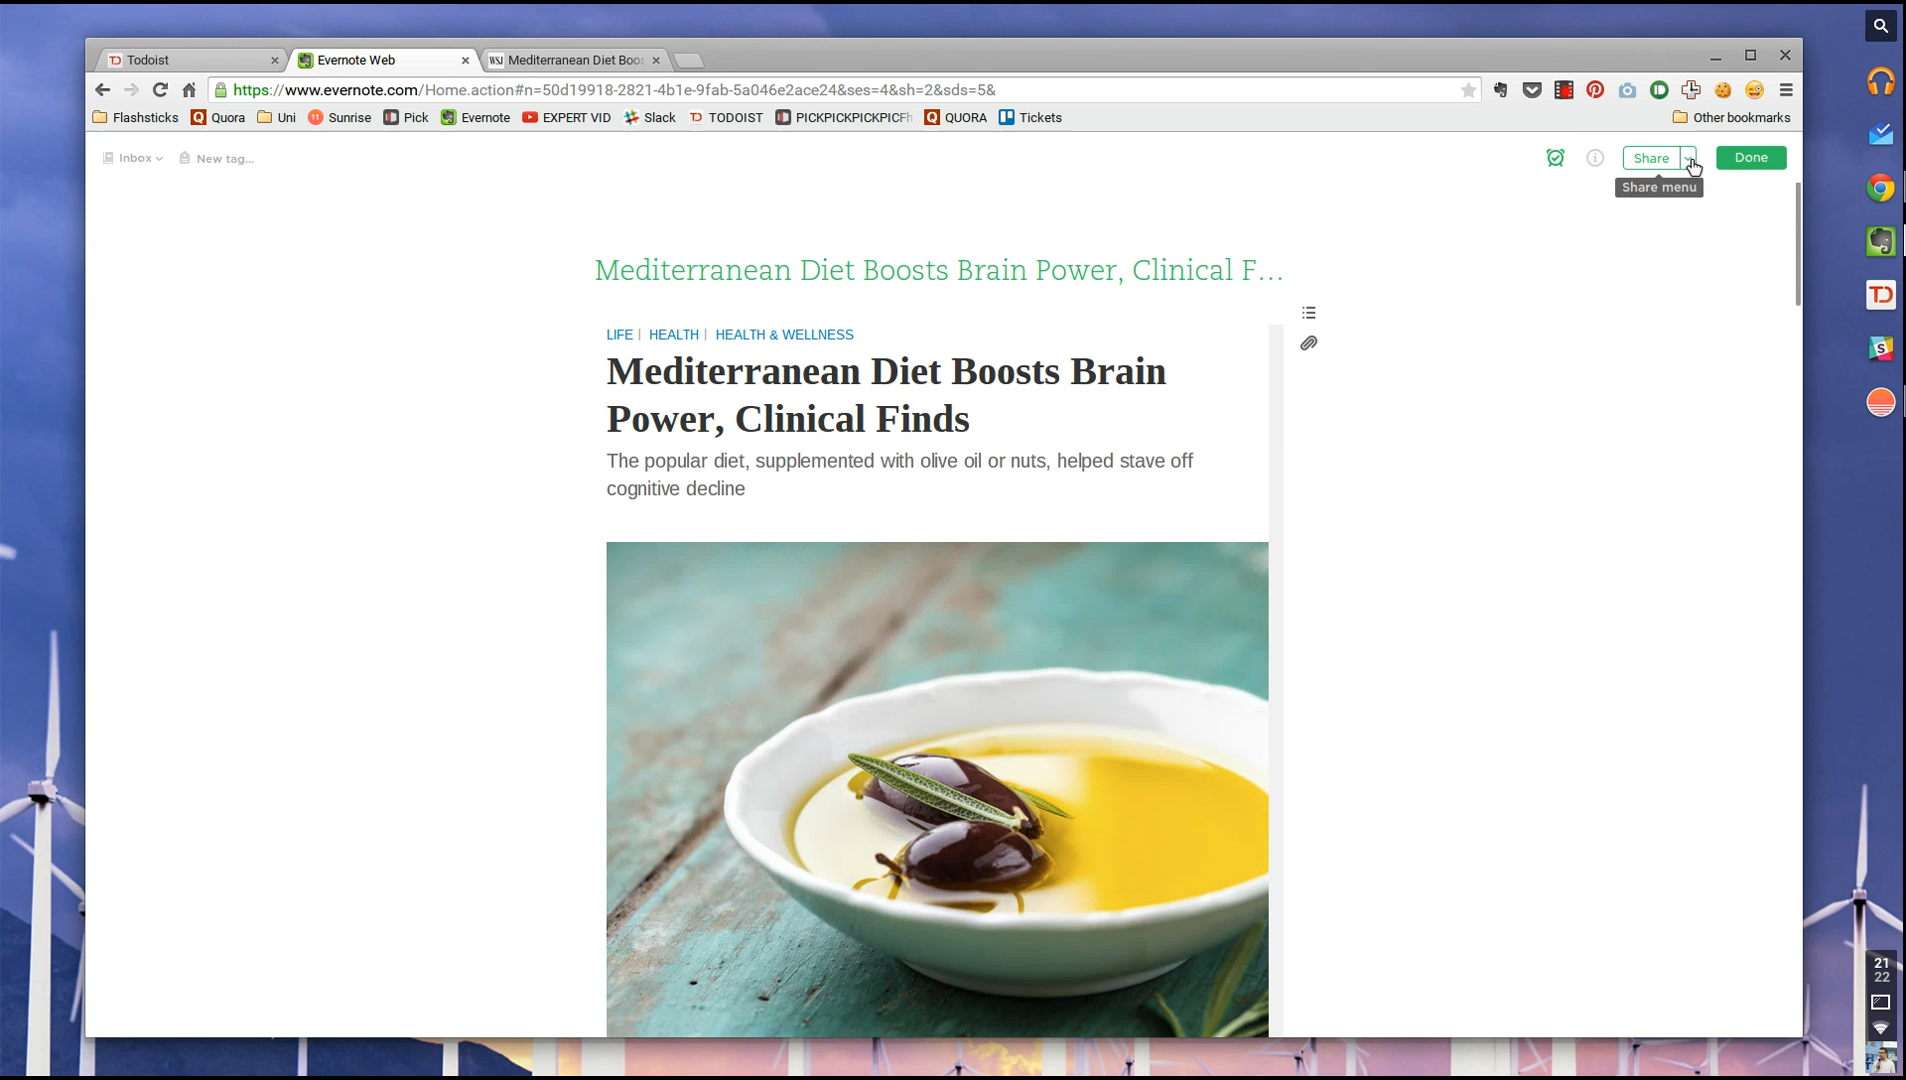 Todoist
Evernote Web
WSJ Mediterranean Diet Boos
https://www.evernote.com/Home.action#n=50d19918-2821-4b1e-9fab-5a046e2ace24&ses=4&sh=2&sds=5&
Flashsticks Quora Uni 11 Sunrise Pick Evernote EXPERT VID Slack TODOIST PICKPICKPICKPICFH QUORA Tickets Other bookmarks
Inbox New tag...
Share Done
Share menu
Mediterranean Diet Boosts Brain Power, Clinical F...
LIFE | HEALTH | HEALTH & WELLNESS
Mediterranean Diet Boosts Brain
Power, Clinical Finds
The popular diet, supplemented with olive oil or nuts, helped stave off
cognitive decline
21
22